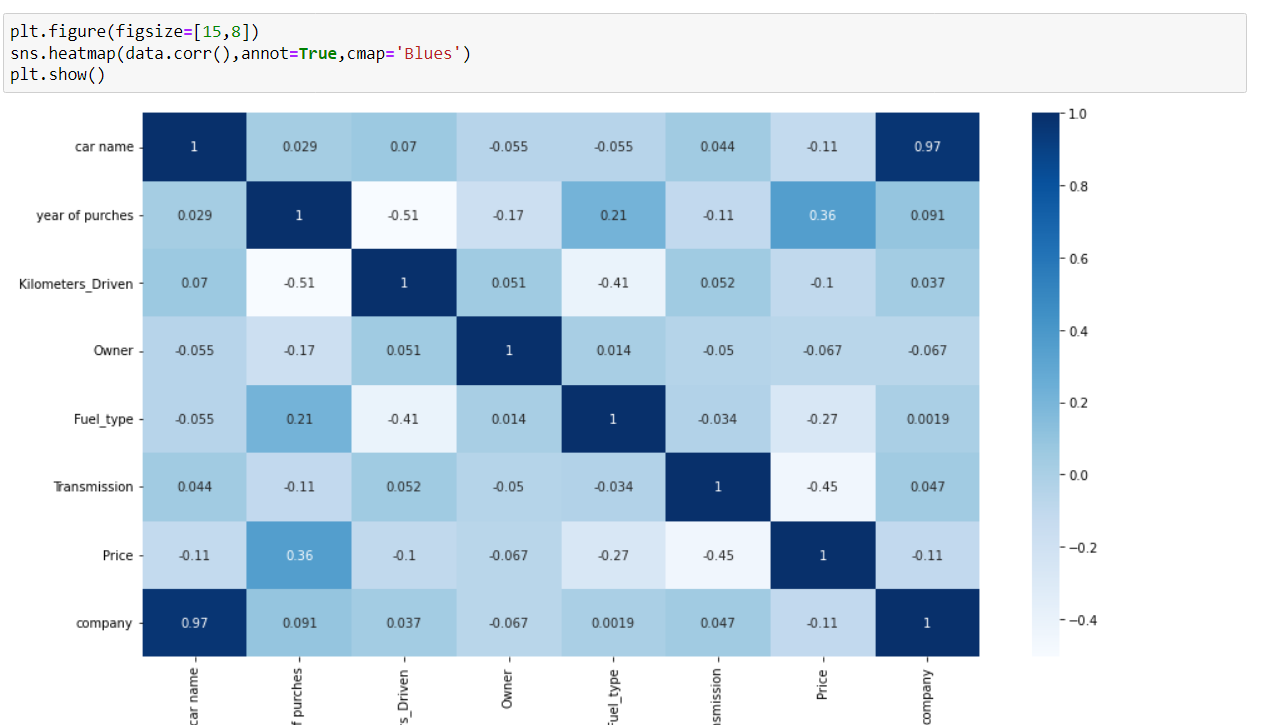 plt.figure(figsize=[15,8])
sns.heatmap(data.corr(),annot=True,cmap='Blues')
plt.show()
car name 1 0.029 0.07 -0.055 -0.055 0.044 -0.11 0.97
year of purches 0.029 1 -0.51 -0.17 0.21 -0.11 0.36 0.091
Kilometers_Driven 0.07 -0.51 1 0.051 -0.41 0.052 -0.1 0.037
Owner -0.055 -0.17 0.051 1 0.014 -0.05 -0.067 -0.067
Fuel_type -0.055 0.21 -0.41 0.014 1 -0.034 -0.27 0.0019
Transmission 0.044 -0.11 0.052 -0.05 -0.034 1 -0.45 0.047
Price -0.11 0.36 -0.1 -0.067 -0.27 -0.45 1 -0.11
company 0.97 0.091 0.037 -0.067 0.0019 0.047 -0.11 1
car name
f purches
s_Driven
Owner
uel_type
smission
Price
company
1.0
0.8
0.6
0.4
0.2
0.0
−0.2
−0.4